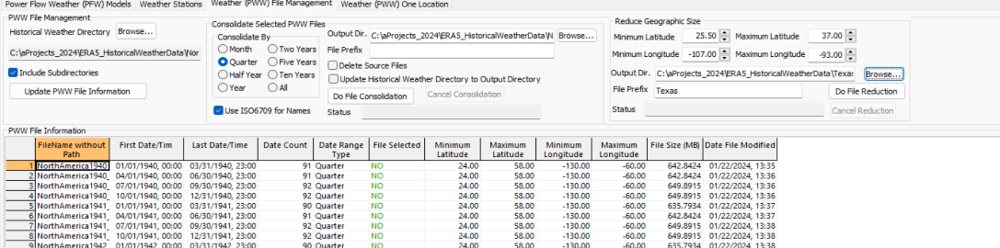 Power Flow Weather (PFW) Models Weather Stations Weather (PWW) File Management Weather (PWW) One Location
PWW File Management
Historical Weather Directory Browse...
C:\aProjects_2024\ERA5_HistoricalWeatherData\Nor
Include Subdirectories
Update PWW File Information
Consolidate Selected PWW Files
Consolidate By
Month Two Years
Quarter Five Years
Half Year Ten Years
Year All
Use ISO6709 for Names
Output Dir. C:\aProjects_2024\ERA5_HistoricalWeatherData\N Browse...
File Prefix
Delete Source Files
Update Historical Weather Directory to Output Directory
Do File Consolidation Cancel Consolidation
Status
Reduce Geographic Size
Minimum Latitude 25.50 Maximum Latitude 37.00
Minimum Longitude -107.00 Maximum Longitude -93.00
Output Dir. C:\aProjects_2024\ERA5_HistoricalWeatherData\Texas Browse...
File Prefix Texas Do File Reduction
Status Cancel Reduction
PWW File Information
FileName without Path First Date/Tim Last Date/Time Date Count Date Range Type File Selected Minimum Latitude Maximum Latitude Minimum Longitude Maximum Longitude File Size (MB) Date File Modified
1 NorthAmerica1940_ 01/01/1940, 00:00 03/31/1940, 23:00 91 Quarter NO 24.00 58.00 -130.00 -60.00 642.8424 01/22/2024, 13:35
2 NorthAmerica1940_ 04/01/1940, 00:00 06/30/1940, 23:00 91 Quarter NO 24.00 58.00 -130.00 -60.00 642.8424 01/22/2024, 13:36
3 NorthAmerica1940_ 07/01/1940, 00:00 09/30/1940, 23:00 92 Quarter NO 24.00 58.00 -130.00 -60.00 649.8915 01/22/2024, 13:36
4 NorthAmerica1940_ 10/01/1940, 00:00 12/31/1940, 23:00 92 Quarter NO 24.00 58.00 -130.00 -60.00 649.8915 01/22/2024, 13:36
5 NorthAmerica1941_ 01/01/1941, 00:00 03/31/1941, 23:00 90 Quarter NO 24.00 58.00 -130.00 -60.00 635.7934 01/22/2024, 13:37
6 NorthAmerica1941_ 04/01/1941, 00:00 06/30/1941, 23:00 91 Quarter NO 24.00 58.00 -130.00 -60.00 642.8424 01/22/2024, 13:37
7 NorthAmerica1941_ 07/01/1941, 00:00 09/30/1941, 23:00 92 Quarter NO 24.00 58.00 -130.00 -60.00 649.8915 01/22/2024, 13:38
8 NorthAmerica1941_ 10/01/1941, 00:00 12/31/1941, 23:00 92 Quarter NO 24.00 58.00 -130.00 -60.00 649.8915 01/22/2024, 13:38
9 NorthAmerica1942_ 01/01/1942, 00:00 03/31/1942, 23:00 90 Quarter NO 24.00 58.00 -130.00 -60.00 635.7934 01/22/2024, 13:38